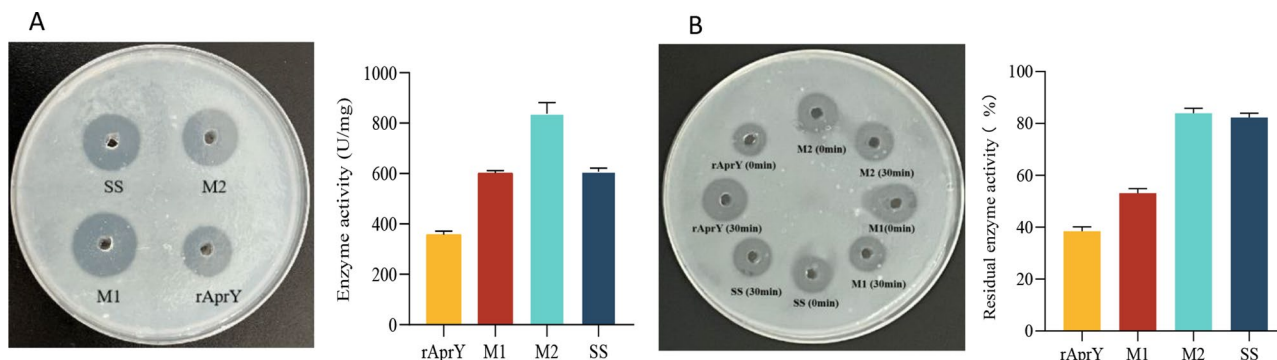 A
SS
M2
M1
rAprY
Enzyme activity (U/mg)
1000
800
600
400
200
0
rAprY M1 M2 SS
B
M2 (0min)
rAprY (0min)
M2 (30min)
rAprY (30min)
M1(0min)
SS (30min)
M1 (30min)
SS (0min)
Residual enzyme activity ( %)
100
80
60
40
20
0
rAprY M1 M2 SS